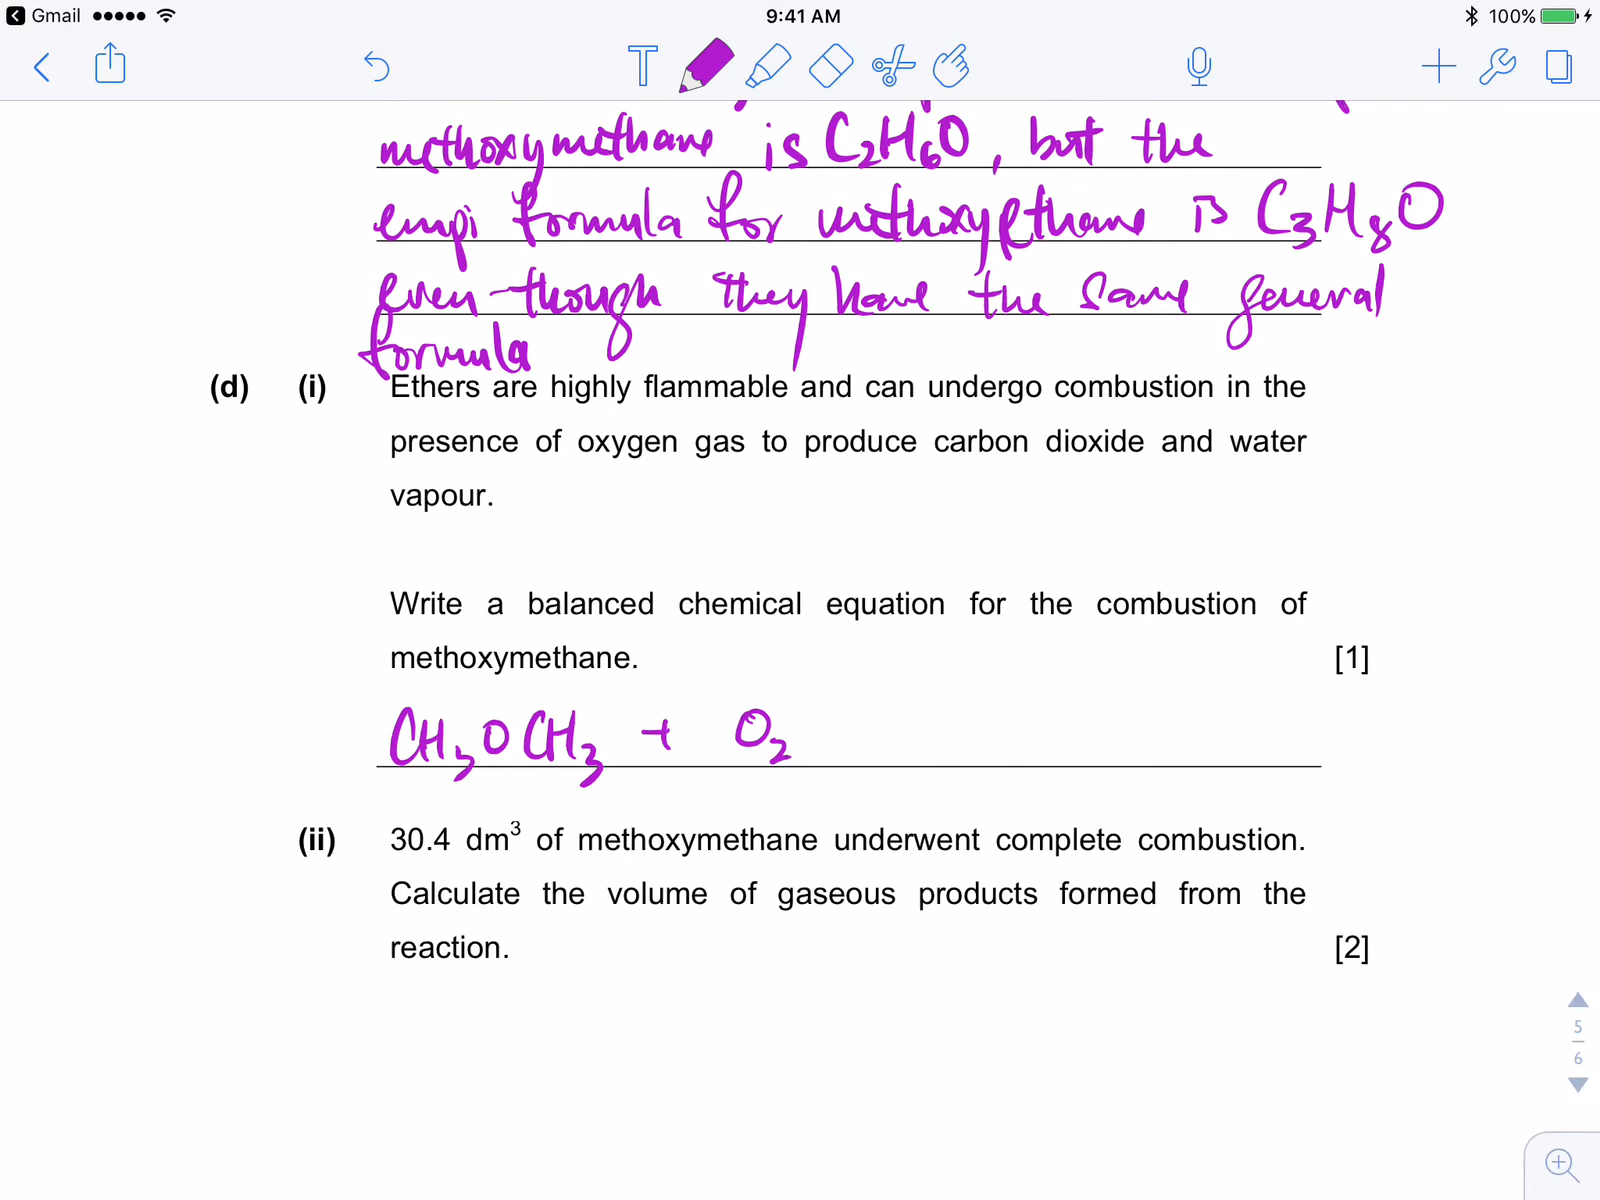 Gmail 9:41 AM 100%
methoxymethane is C₂H₆O, but the
empi formula for methoxyethane is C₃H₈O
even though they have the same general
formula
(d) (i) Ethers are highly flammable and can undergo combustion in the
presence of oxygen gas to produce carbon dioxide and water
vapour.
Write a balanced chemical equation for the combustion of
methoxymethane. [1]
CH₃OCH₃ + O₂
(ii) 30.4 dm³ of methoxymethane underwent complete combustion.
Calculate the volume of gaseous products formed from the
reaction. [2]
5
6